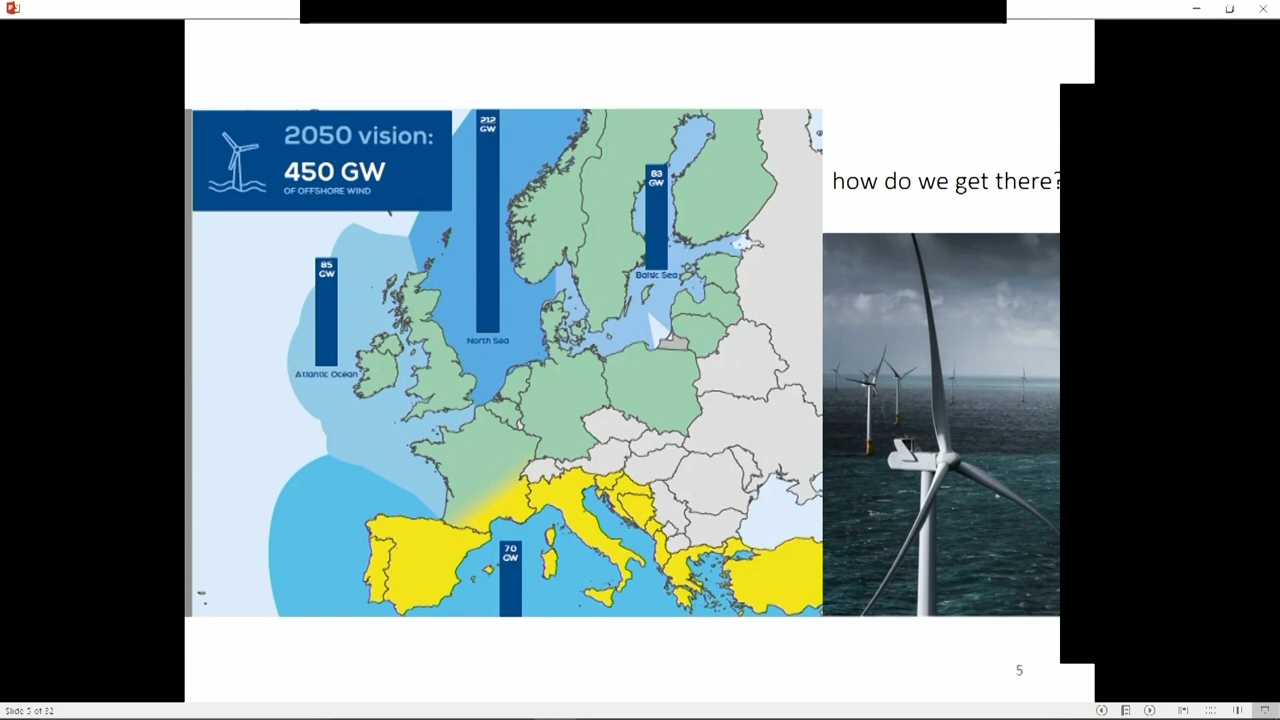 2050 vision:
450 GW
OF OFFSHORE WIND
212
GW
83
GW
how do we get there?
85
GW
Baltic Sea
North Sea
Atlantic Ocean
70
GW
5
Slide 5 of 32